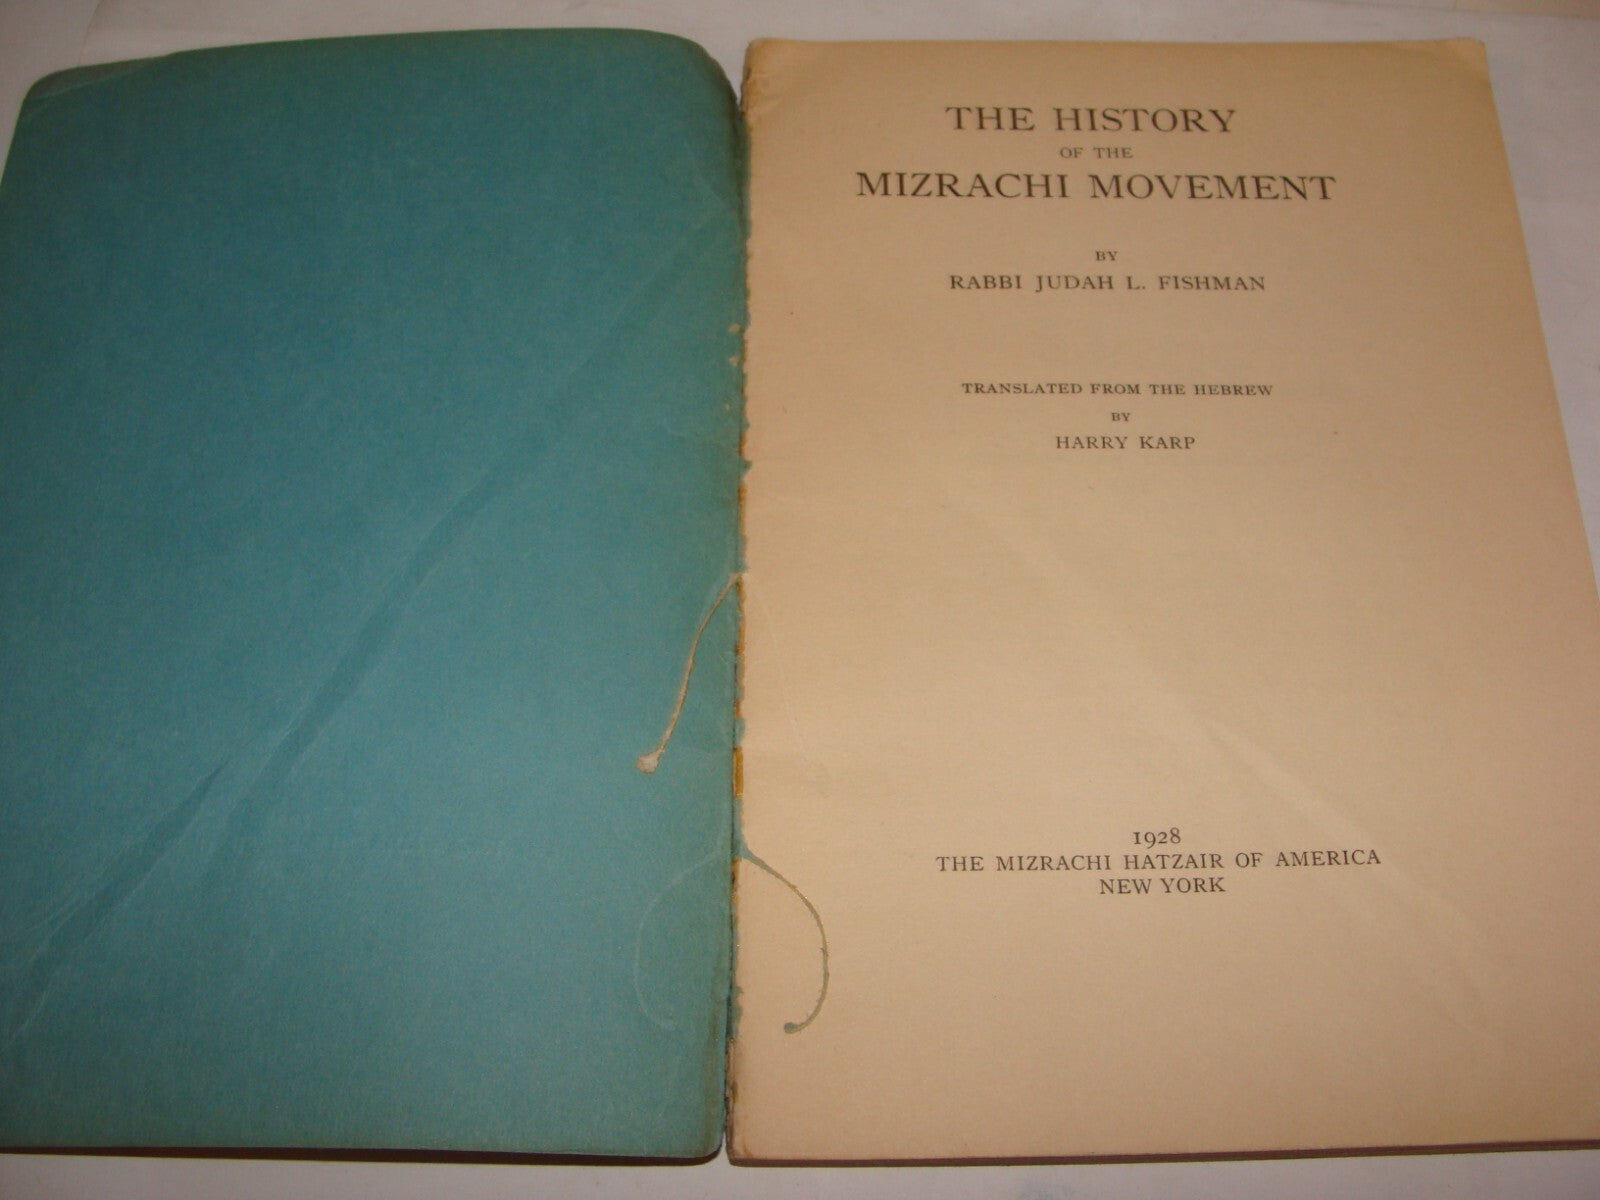 THE HISTORY
OF THE
MIZRACHI MOVEMENT
BY
RABBI JUDAH L. FISHMAN
TRANSLATED FROM THE HEBREW
BY
HARRY KARP
1928
THE MIZRACHI HATZAIR OF AMERICA
NEW YORK